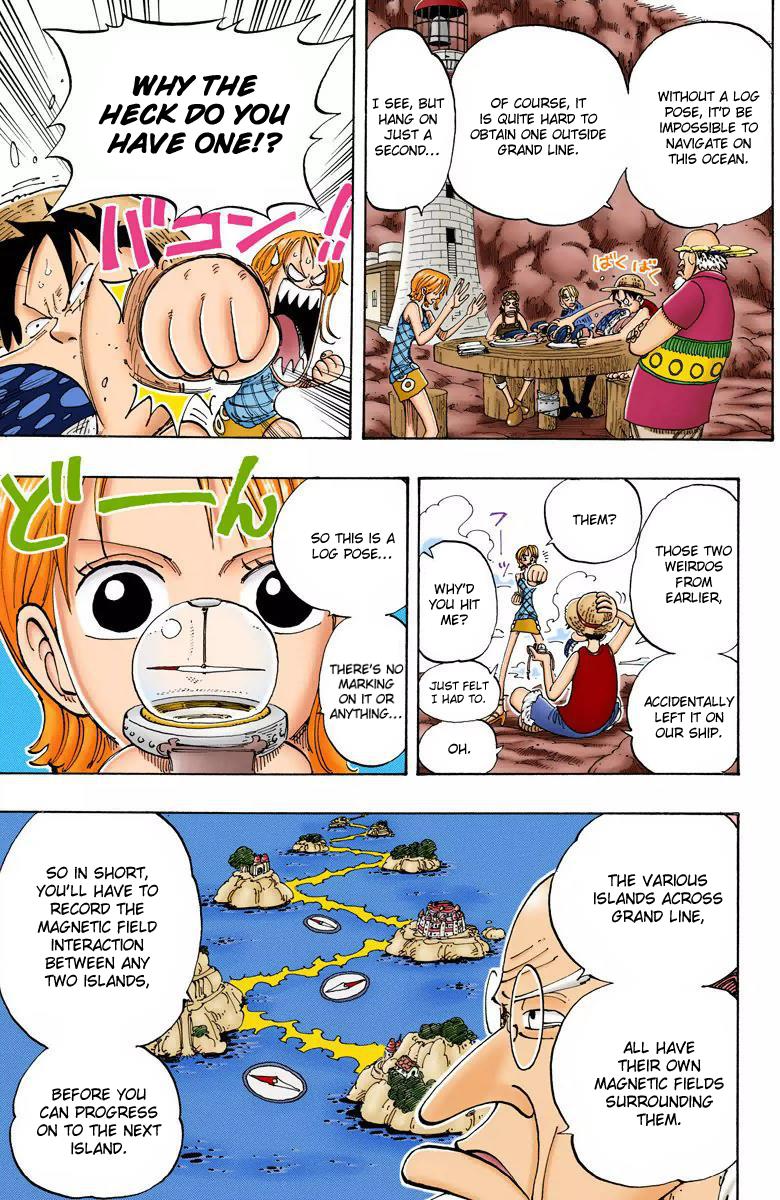 WITHOUT A LOG
POSE, IT'D BE
IMPOSSIBLE TO
NAVIGATE ON
THIS OCEAN.
OF COURSE, IT
IS QUITE HARD TO
OBTAIN ONE OUTSIDE
GRAND LINE.
I SEE, BUT
HANG ON
JUST A
SECOND...
ばく ばく
WHY THE
HECK DO YOU
HAVE ONE!?
バコン!!
THOSE TWO
WEIRDOS
FROM
EARLIER,
ACCIDENTALLY
LEFT IT ON
OUR SHIP.
THEM?
フーッ
WHY'D
YOU HIT
ME?
JUST FELT
I HAD TO.
OH.
SO THIS IS A
LOG POSE...
THERE'S NO
MARKING
ON IT OR
ANYTHING...
どーん
THE VARIOUS
ISLANDS ACROSS
GRAND LINE,
ALL HAVE
THEIR OWN
MAGNETIC FIELDS
SURROUNDING
THEM.
SO IN SHORT,
YOU'LL HAVE TO
RECORD THE
MAGNETIC FIELD
INTERACTION
BETWEEN ANY
TWO ISLANDS,
BEFORE YOU
CAN PROGRESS
ON TO THE NEXT
ISLAND.